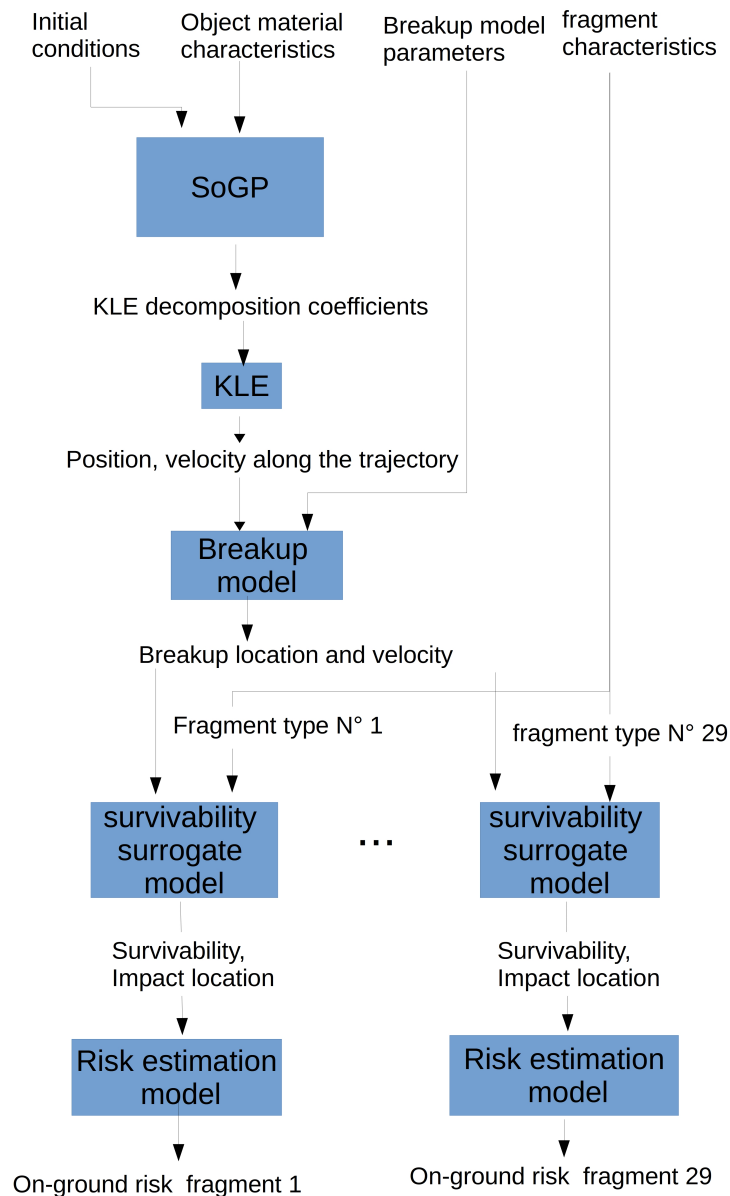 Initial
conditions
Object material
characteristics
Breakup model
parameters
fragment
characteristics
SoGP
KLE decomposition coefficients
KLE
Position, velocity along the trajectory
Breakup
model
Breakup location and velocity
Fragment type N° 1
fragment type N° 29
survivability
surrogate
model
...
survivability
surrogate
model
Survivability,
Impact location
Survivability,
Impact location
Risk estimation
model
Risk estimation
model
On-ground risk fragment 1
On-ground risk fragment 29